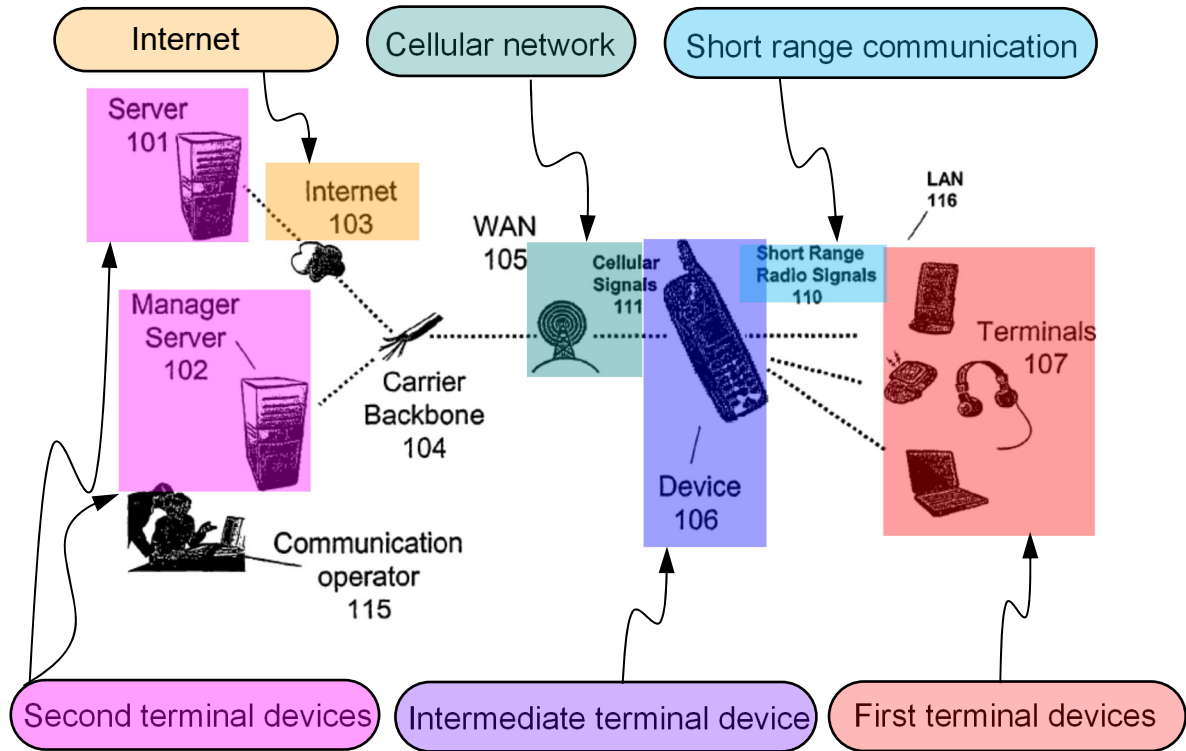 Internet
Cellular network
Short range communication
Server
101
Internet
103
WAN
105
Cellular
Signals
111
Short Range
Radio Signals
110
LAN
116
Manager
Server
102
Carrier
Backbone
104
Terminals
107
Device
106
Communication
operator
115
Second terminal devices
Intermediate terminal device
First terminal devices